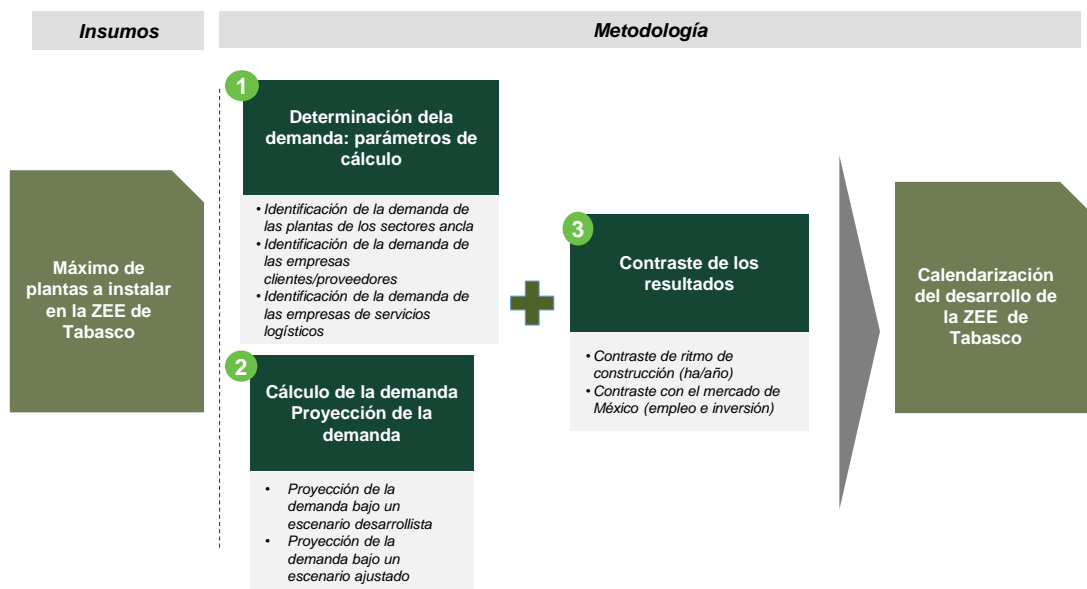 Insumos
Metodología
Máximo de
plantas a instalar
en la ZEE de
Tabasco
1
Determinación dela
demanda: parámetros de
cálculo
• Identificación de la demanda de
las plantas de los sectores ancla
• Identificación de la demanda de
las empresas
clientes/proveedores
• Identificación de la demanda de
las empresas de servicios
logísticos
2
Cálculo de la demanda
Proyección de la
demanda
• Proyección de la
demanda bajo un
escenario desarrollista
• Proyección de la
demanda bajo un
escenario ajustado
3
Contraste de los
resultados
• Contraste de ritmo de
construcción (ha/año)
• Contraste con el mercado de
México (empleo e inversión)
Calendarización
del desarrollo de
la ZEE de
Tabasco